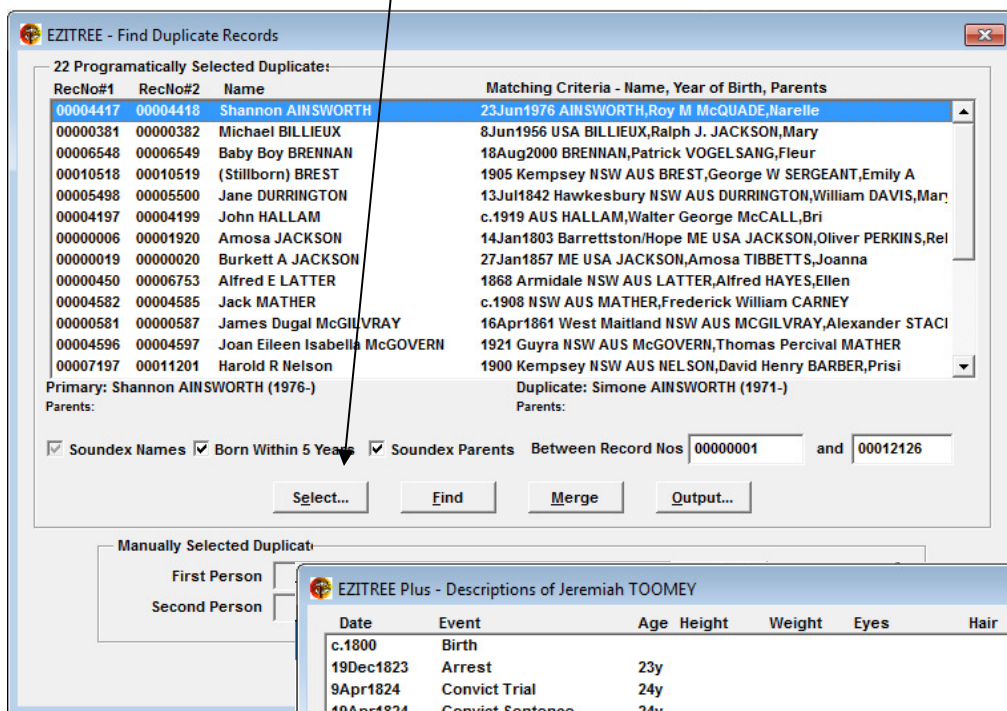 EZITREE - Find Duplicate Records
22 Programatically Selected Duplicates
RecNo#1 RecNo#2 Name Matching Criteria - Name, Year of Birth, Parents
00004417 00004418 Shannon AINSWORTH 23Jun1976 AINSWORTH,Roy M McQUADE,Narelle
00000381 00000382 Michael BILLIEUX 8Jun1956 USA BILLIEUX,Ralph J. JACKSON,Mary
00006548 00006549 Baby Boy BRENNAN 18Aug2000 BRENNAN,Patrick VOGELSANG,Fleur
00010518 00010519 (Stillborn) BREST 1905 Kempsey NSW AUS BREST,George W SERGEANT,Emily A
00005498 00005500 Jane DURRINGTON 13Jul1842 Hawkesbury NSW AUS DURRINGTON,William DAVIS,Mary
00004197 00004199 John HALLAM c.1919 AUS HALLAM,Walter George McCALL,Bri
00000006 00001920 Amosa JACKSON 14Jan1803 Barrettston/Hope ME USA JACKSON,Oliver PERKINS,Rel
00000019 00000020 Burkett A JACKSON 27Jan1857 ME USA JACKSON,Amosa TIBBETTS,Joanna
00000450 00006753 Alfred E LATTER 1868 Armidale NSW AUS LATTER,Alfred HAYES,Ellen
00004582 00004585 Jack MATHER c.1908 NSW AUS MATHER,Frederick William CARNEY
00000581 00000587 James Dugal McGILVRAY 16Apr1861 West Maitland NSW AUS MCGILVRAY,Alexander STACI
00004596 00004597 Joan Eileen Isabella McGOVERN 1921 Guyra NSW AUS McGOVERN,Thomas Percival MATHER
00007197 00011201 Harold R Nelson 1900 Kempsey NSW AUS NELSON,David Henry BARBER,Prisi
Primary: Shannon AINSWORTH (1976-) Duplicate: Simone AINSWORTH (1971-)
Parents: Parents:
Soundex Names Born Within 5 Years Soundex Parents Between Record Nos 00000001 and 00012126
Select... Find Merge Output...
Manually Selected Duplicate
First Person
Second Person
EZITREE Plus - Descriptions of Jeremiah TOOMEY
Date Event Age Height Weight Eyes Hair
c.1800 Birth
19Dec1823 Arrest 23y
9Apr1824 Convict Trial 24y
19Apr1824 Convict Sentence 24y